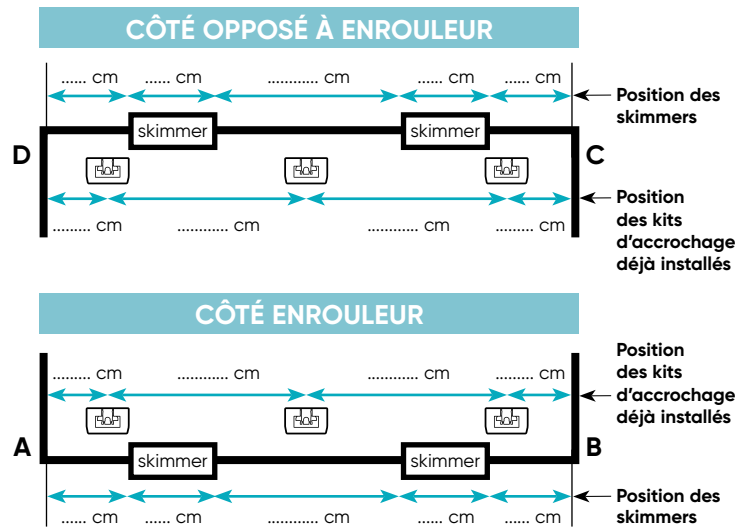 CÔTÉ OPPOSÉ À ENROULEUR
...... cm ...... cm ............ cm ...... cm ...... cm
Position des
skimmers
skimmer skimmer
D C
Position
des kits
d'accrochage
déjà installés
......... cm ............ cm ............ cm ......... cm
CÔTÉ ENROULEUR
......... cm ............ cm ............ cm ......... cm
Position
des kits
d'accrochage
déjà installés
A B
skimmer skimmer
Position des
skimmers
...... cm ...... cm ............ cm ...... cm ...... cm